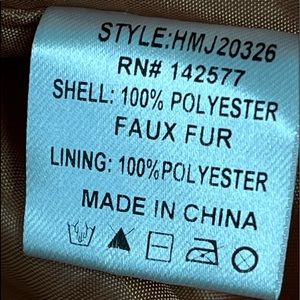 STYLE:HMJ20326
RN# 142577
SHELL: 100% POLYESTER
FAUX FUR
LINING: 100%POLYESTER
MADE IN CHINA